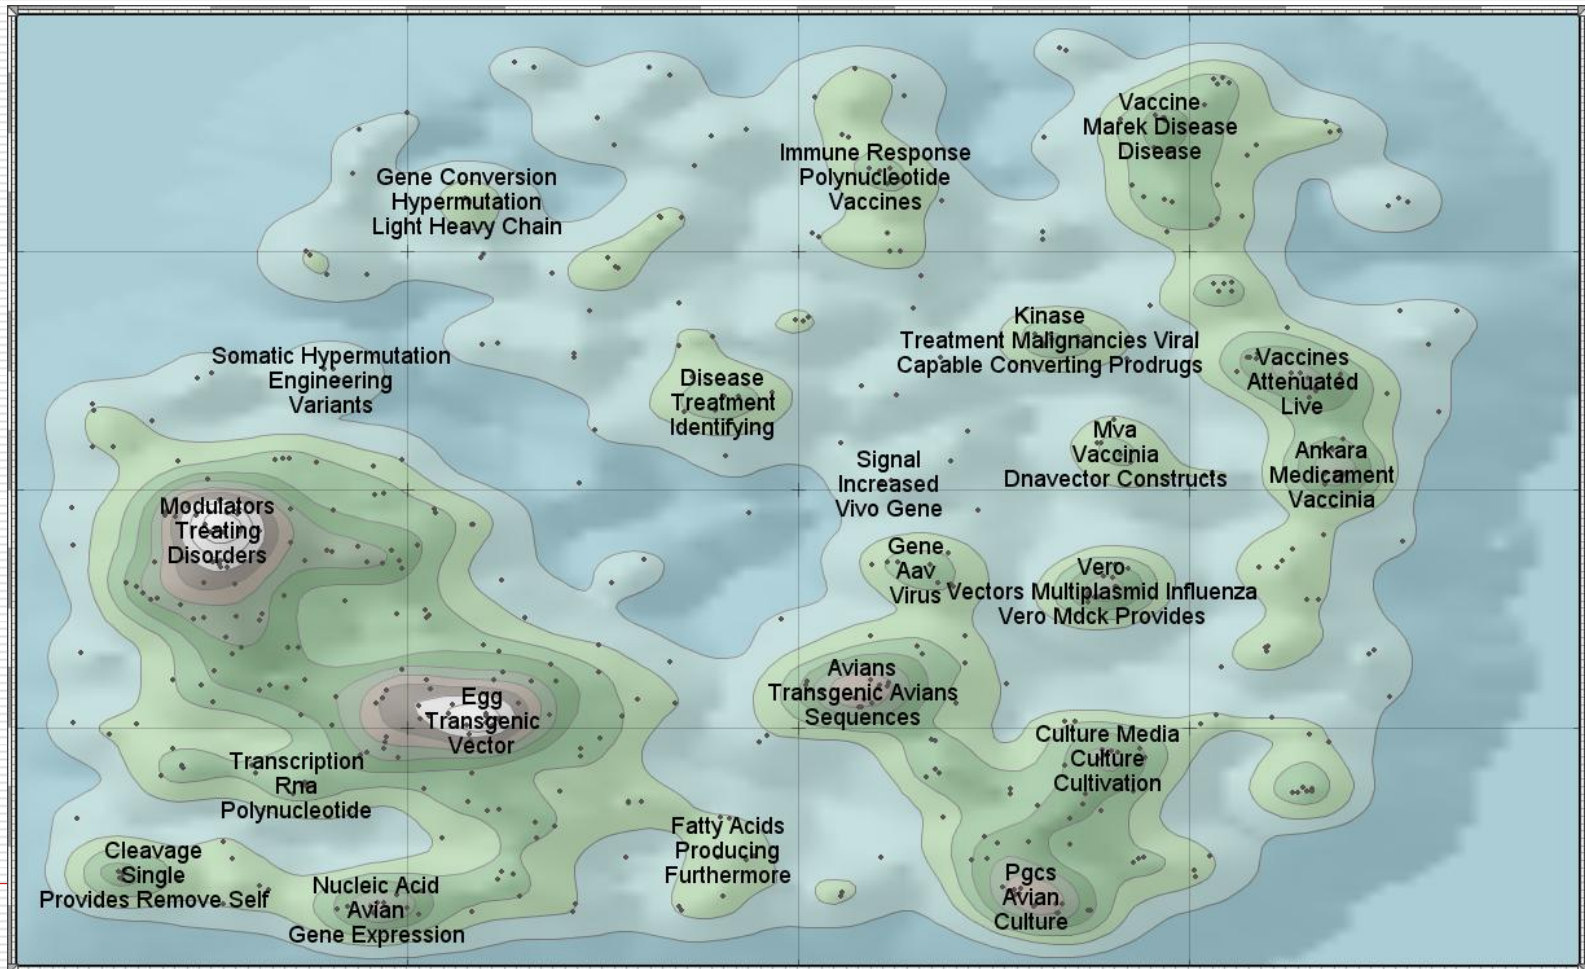 Vaccine
Marek Disease
Disease
Immune Response
Polynucleotide
Vaccines
Gene Conversion
Hypermutation
Light Heavy Chain
Kinase
Treatment Malignancies Viral
Capable Converting Prodrugs
Somatic Hypermutation
Engineering
Variants
Vaccines
Attenuated
Live
Disease
Treatment
Identifying
Mva
Vaccinia
Dnavector Constructs
Signal
Increased
Vivo Gene
Ankara
Medicament
Vaccinia
Modulators
Treating
Disorders
Gene
Aav
Virus
Vero
Vectors Multiplasmid Influenza
Vero Mdck Provides
Avians
Transgenic Avians
Sequences
Egg
Transgenic
Vector
Culture Media
Culture
Cultivation
Transcription
Rna
Polynucleotide
Fatty Acids
Producing
Furthermore
Cleavage
Single
Provides Remove Self
Nucleic Acid
Avian
Gene Expression
Pgcs
Avian
Culture